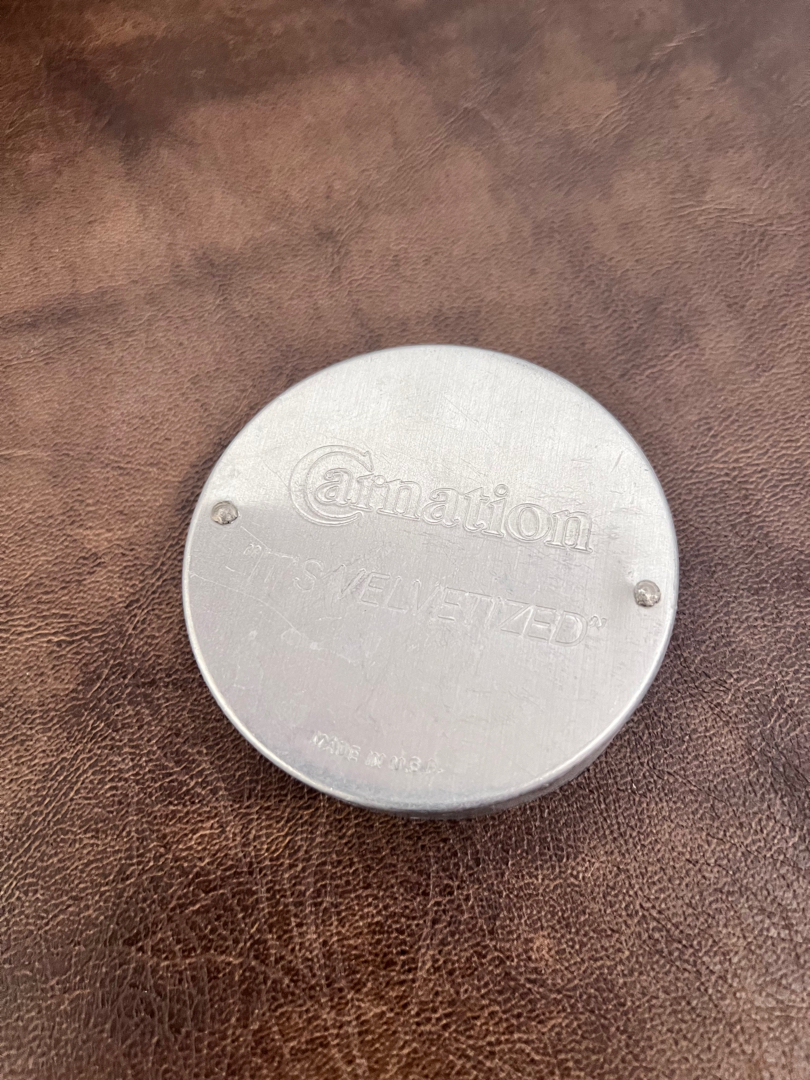 Carnation
"IT'S VELVETIZED"
MADE IN U.S.A.